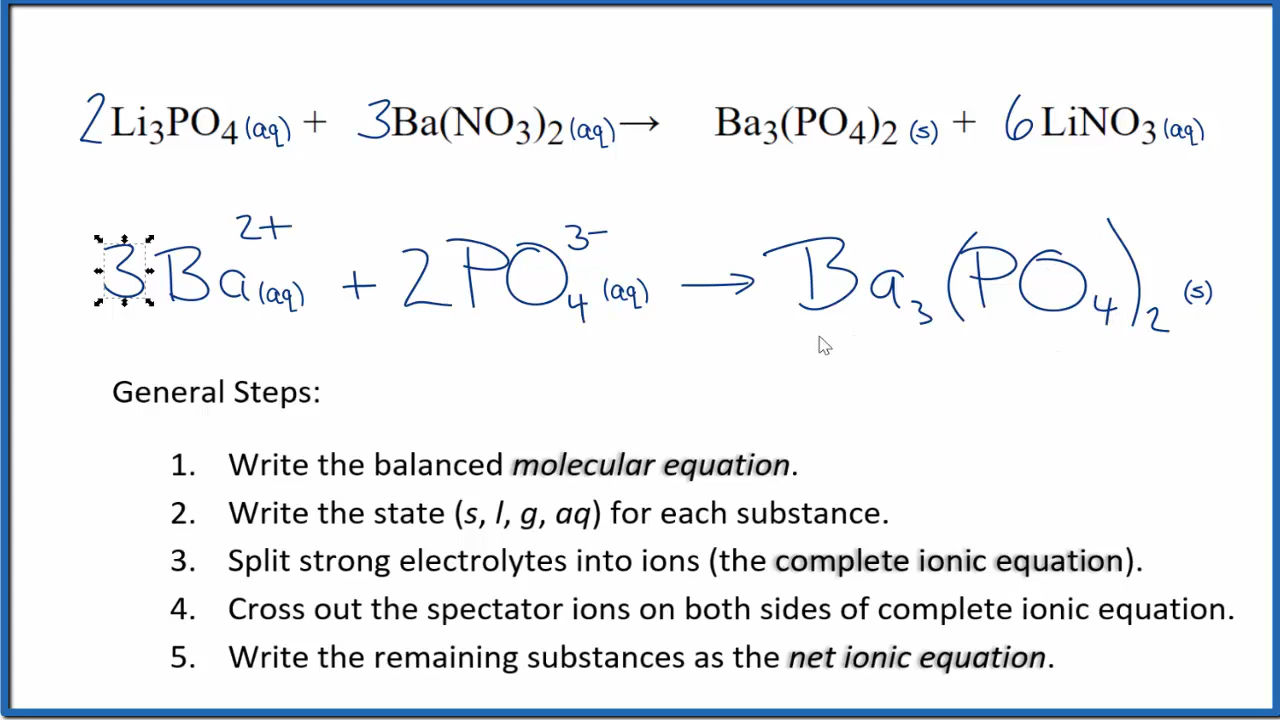 2Li₃PO₄(aq) + 3Ba(NO₃)₂(aq) → Ba₃(PO₄)₂(s) + 6LiNO₃(aq)
3Ba²⁺(aq) + 2PO₄³⁻(aq) → Ba₃(PO₄)₂(s)
General Steps:
1. Write the balanced molecular equation.
2. Write the state (s, l, g, aq) for each substance.
3. Split strong electrolytes into ions (the complete ionic equation).
4. Cross out the spectator ions on both sides of complete ionic equation.
5. Write the remaining substances as the net ionic equation.